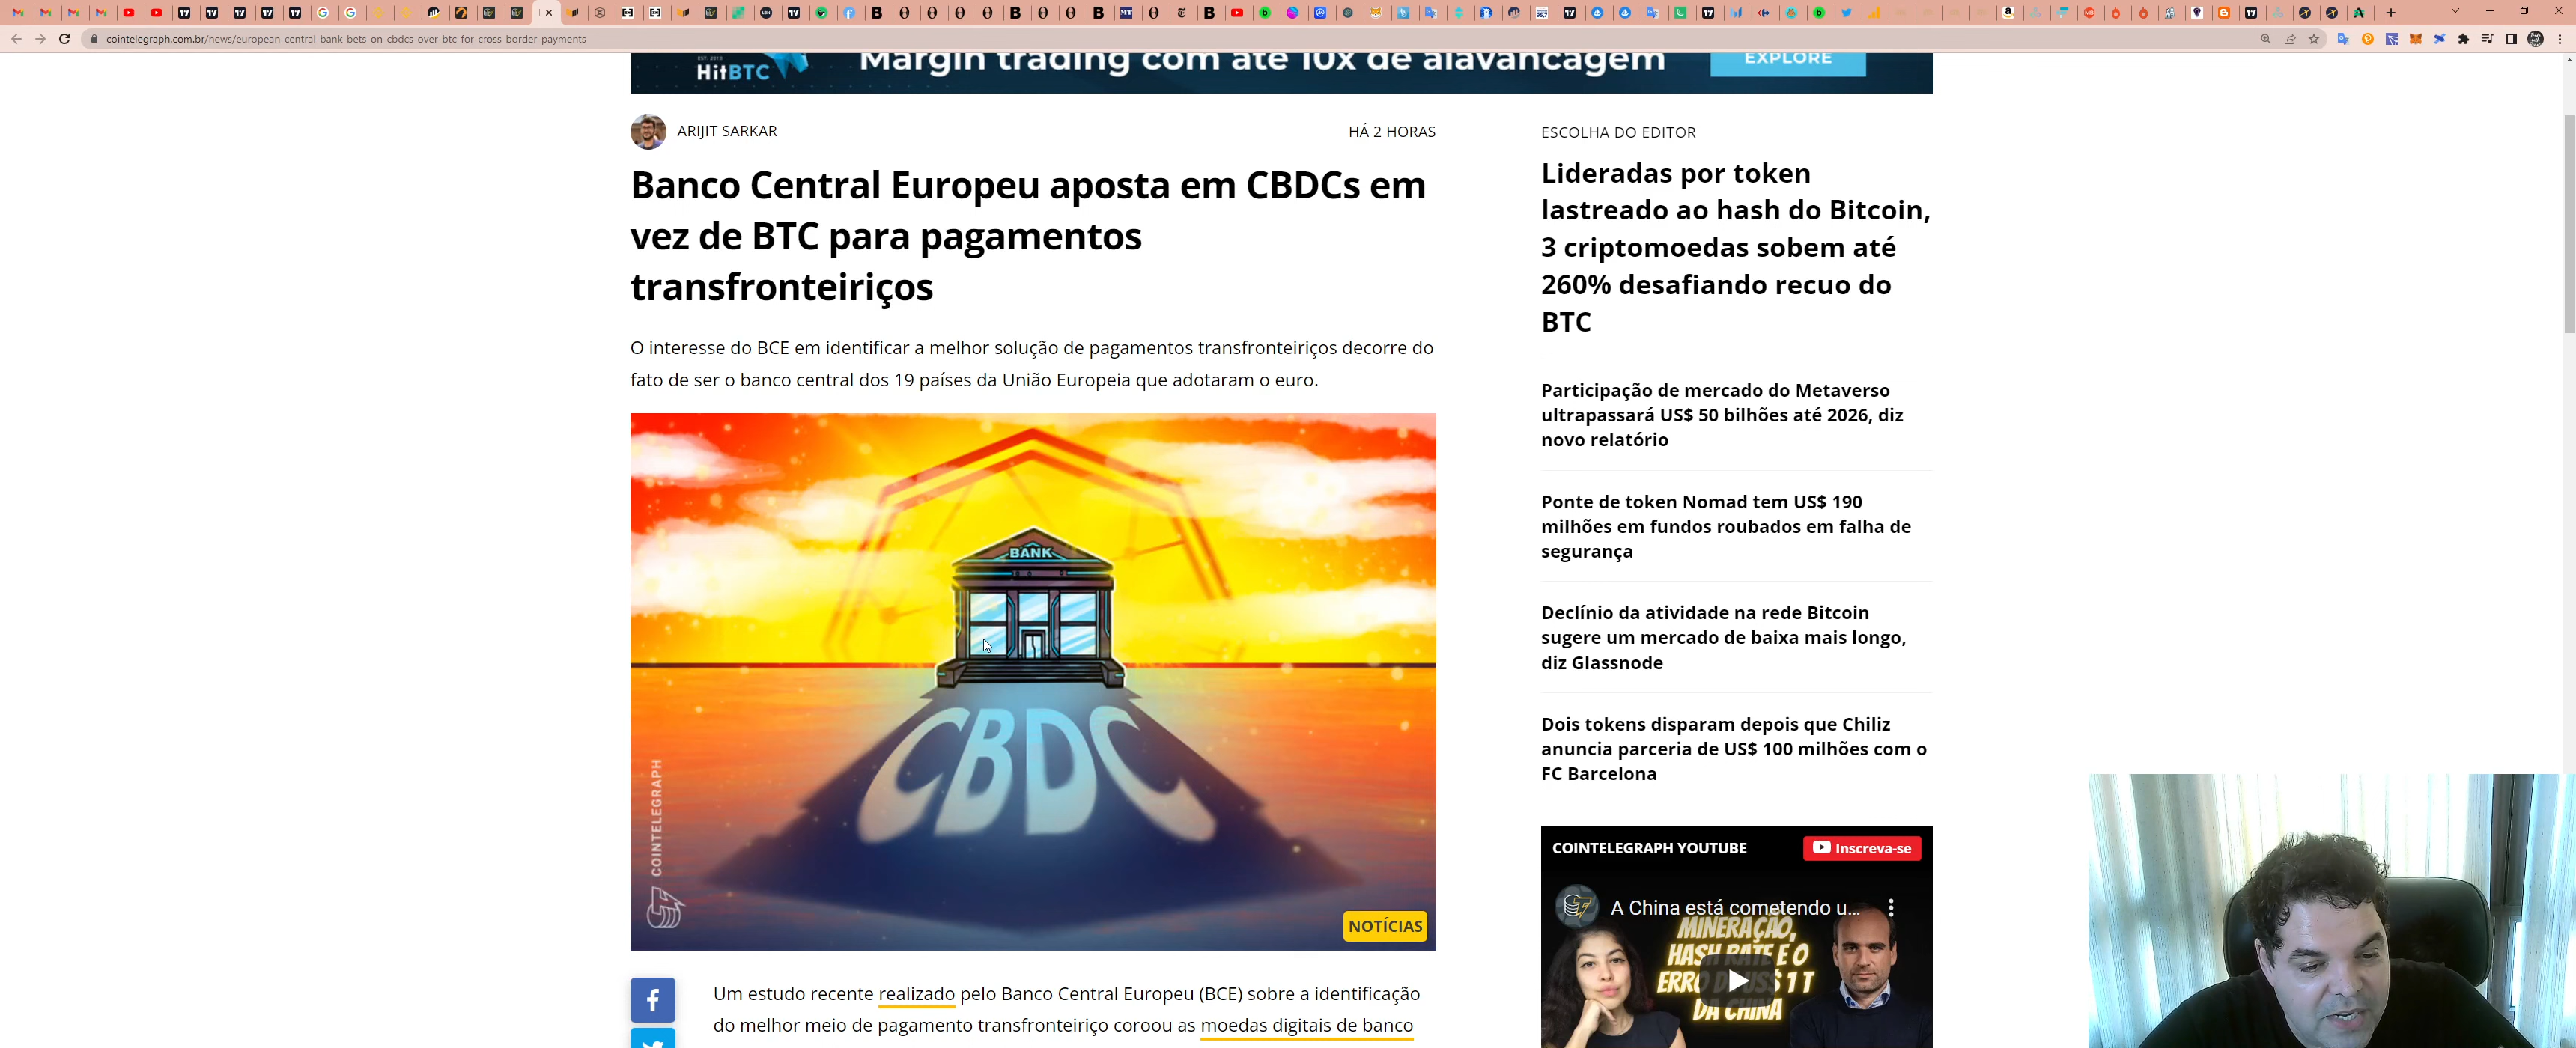 cointelegraph.com.br/news/european-central-bank-bets-on-cbdcs-over-btc-for-cross-border-payments
HitBTC
Margin trading com até 10x de alavancagem
EXPLORE
ARIJIT SARKAR
HÁ 2 HORAS
Banco Central Europeu aposta em CBDCs em
vez de BTC para pagamentos
transfronteiriços
O interesse do BCE em identificar a melhor solução de pagamentos transfronteiriços decorre do
fato de ser o banco central dos 19 países da União Europeia que adotaram o euro.
BANK
CBDC
COINTELEGRAPH
NOTÍCIAS
Um estudo recente realizado pelo Banco Central Europeu (BCE) sobre a identificação
do melhor meio de pagamento transfronteiriço coroou as moedas digitais de banco
ESCOLHA DO EDITOR
Lideradas por token
lastreado ao hash do Bitcoin,
3 criptomoedas sobem até
260% desafiando recuo do
BTC
Participação de mercado do Metaverso
ultrapassará US$ 50 bilhões até 2026, diz
novo relatório
Ponte de token Nomad tem US$ 190
milhões em fundos roubados em falha de
segurança
Declínio da atividade na rede Bitcoin
sugere um mercado de baixa mais longo,
diz Glassnode
Dois tokens disparam depois que Chiliz
anuncia parceria de US$ 100 milhões com o
FC Barcelona
COINTELEGRAPH YOUTUBE
Inscreva-se
A China está cometendo u...
MINERAÇÃO,
HASH RATE E O
ERRO DE US$ 1 T
DA CHINA